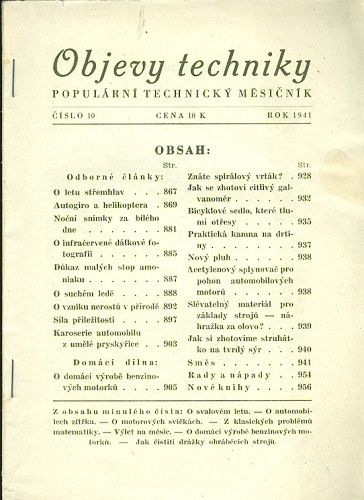 Objevy techniky
POPULÁRNÍ TECHNICKÝ MĚSÍČNÍK
ČÍSLO 10 CENA 10 K ROK 1941
OBSAH:
Str.
Odborné články:
O letu střemhlav . . . 867
Autogiro a helikoptera . 869
Noční snímky za bílého
dne . . . . . . 881
O infračervené dálkové fo-
tografii . . . . . 885
Důkaz malých stop amo-
niaku . . . . . . 887
O suchém ledě . . . 888
O vzniku nerostů v přírodě 892
Síla příležitostí . . . 897
Karoserie automobilu
z umělé pryskyřice . . 903
Domácí dílna:
O domácí výrobě benzino-
vých motorků . . . . 905
Str.
Znáte spirálový vrták? . 928
Jak se zhotoví citlivý gal-
vanoměr . . . . . 932
Bicyklové sedlo, které tlu-
mí otřesy . . . . 935
Praktická kamna na drti-
ny . . . . . . . 937
Nový pluh . . . . . 938
Acetylenový splynovač pro
pohon automobilových
motorů . . . . . 938
Slévatelný materiál pro
základy strojů — ná-
hražka za olovo? . . 939
Jak si zhotovíme struhát-
ko na tvrdý sýr . . 940
Směs . . . . . . 941
Rady a nápady . . 954
Nové knihy . . . . 956
Z obsahu minulého čísla: O svalovém letu. — O automobi-
lech zítřka. — O motorových svíčkách. — Z klasických problémů
matematiky. — Výlet na měsíc. — O domácí výrobě benzinových mo-
torků. — Jak čistiti drážky obráběcích strojů.